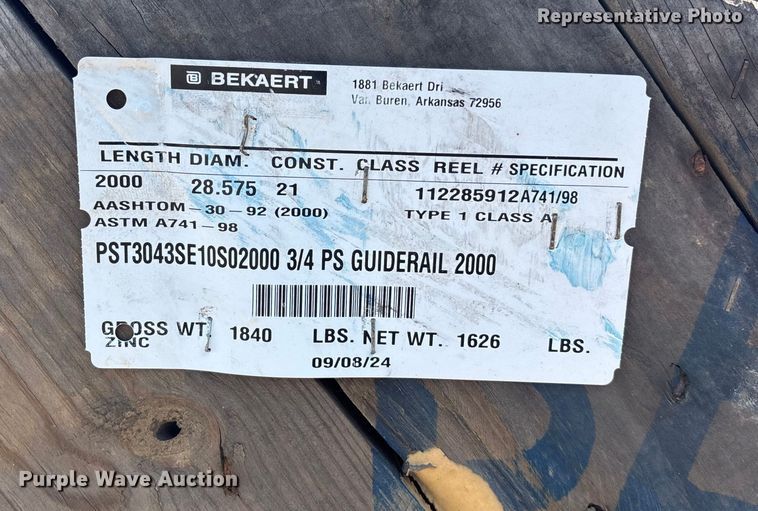 Representative Photo
BEKAERT
1881 Bekaert Dri
Van Buren, Arkansas 72956
LENGTH DIAM. CONST. CLASS REEL # SPECIFICATION
2000 28.575 21 112285912A741/98
AASHTOM-30-92 (2000) TYPE 1 CLASS A
ASTM A741-98
PST3043SE10S02000 3/4 PS GUIDERAIL 2000
GROSS WT. 1840 LBS. NET WT. 1626 LBS.
ZINC
09/08/24
Purple Wave Auction